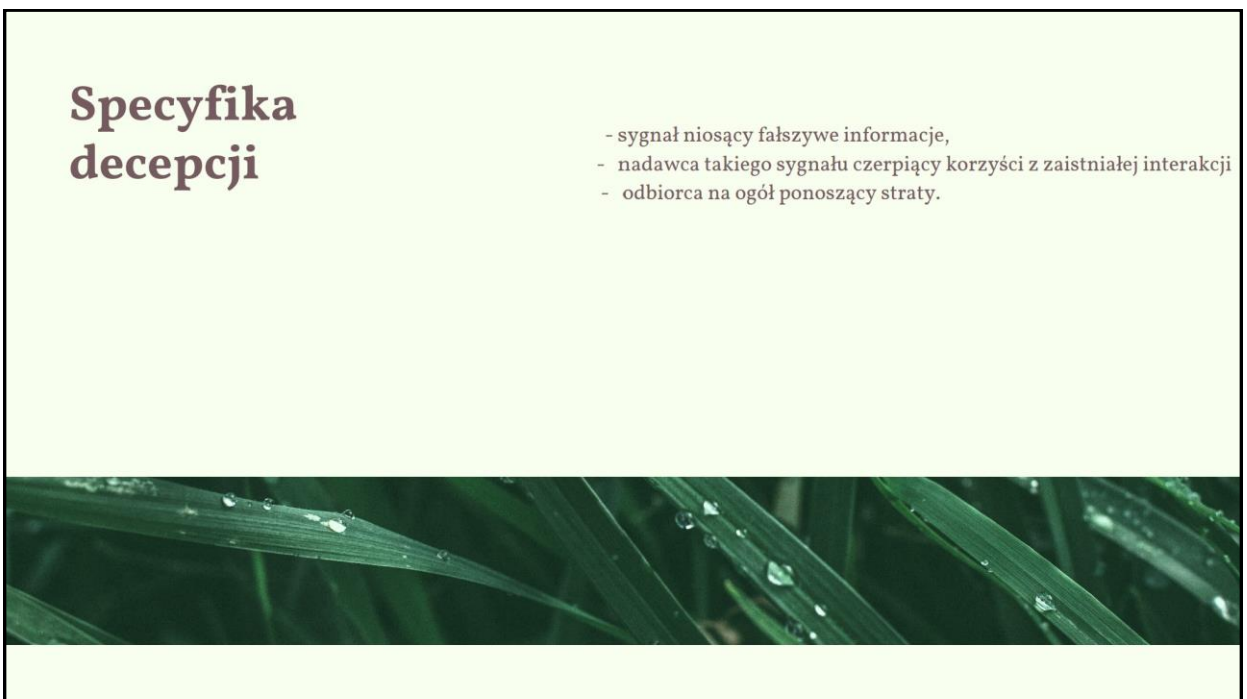 Specyfika
decepcji
- sygnał niosący fałszywe informacje,
- nadawca takiego sygnału czerpiący korzyści z zaistniałej interakcji
- odbiorca na ogół ponoszący straty.